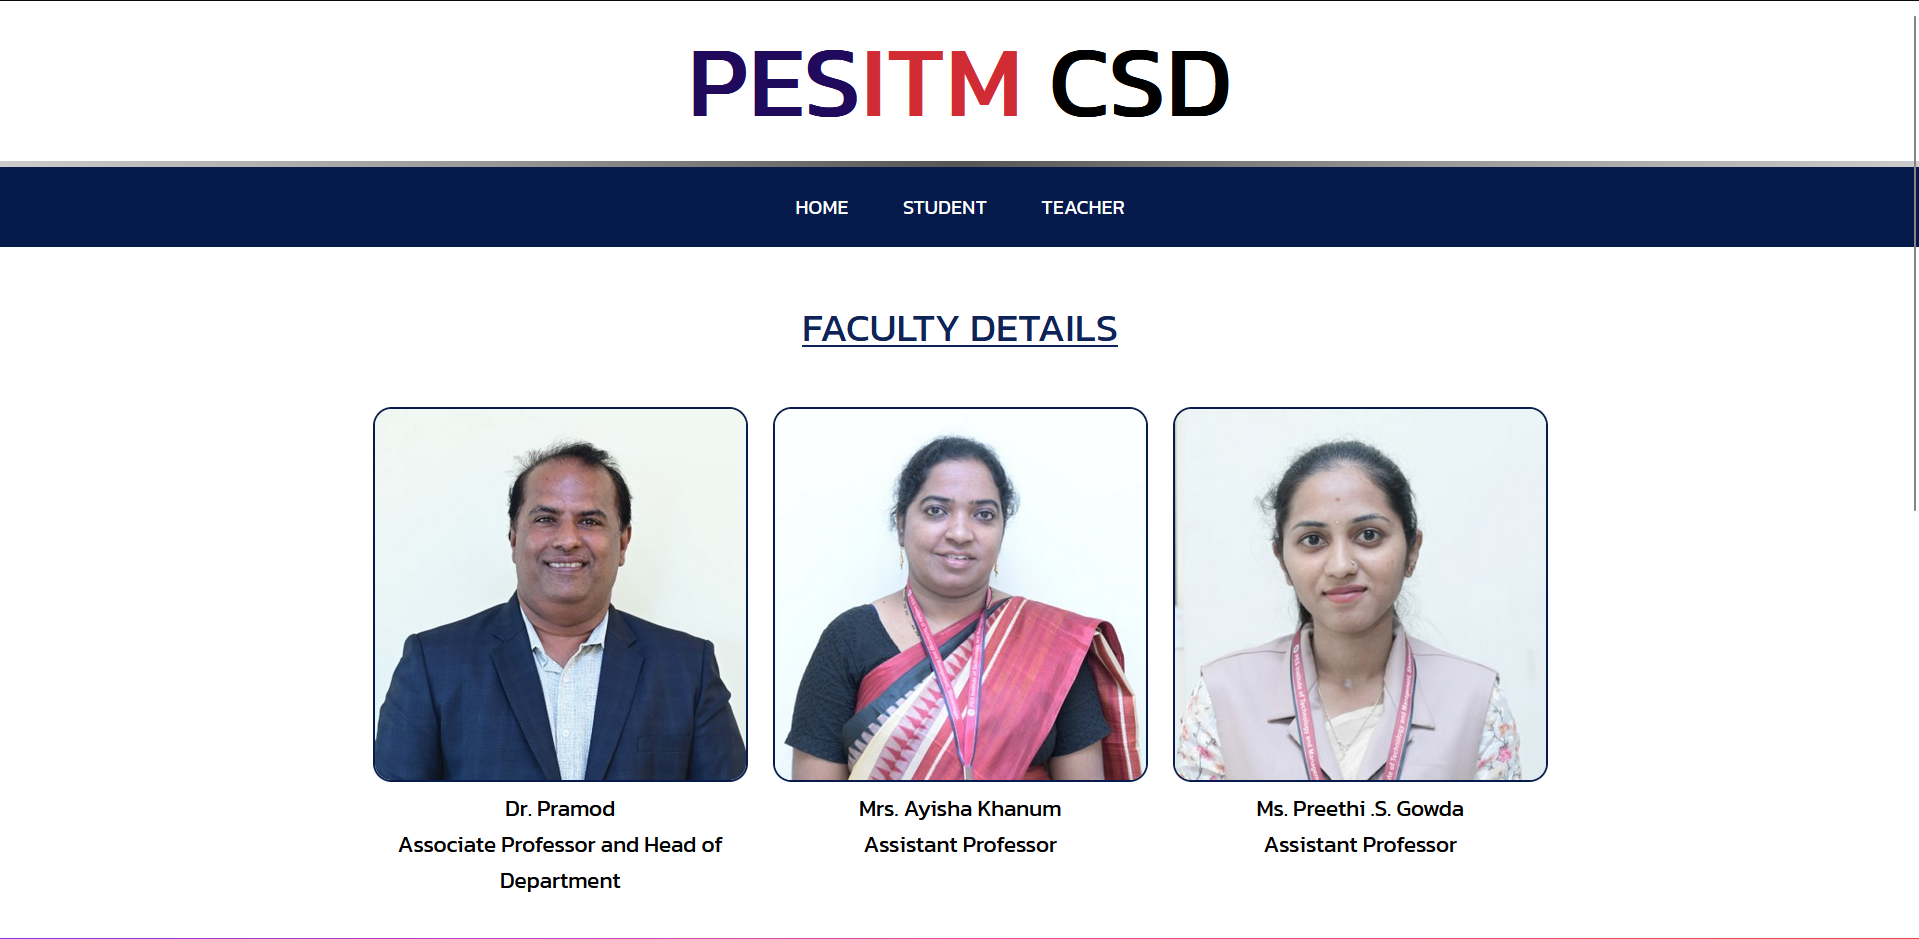 PESITM CSD
HOME STUDENT TEACHER
FACULTY DETAILS
Dr. Pramod
Associate Professor and Head of
Department
Mrs. Ayisha Khanum
Assistant Professor
Ms. Preethi .S. Gowda
Assistant Professor